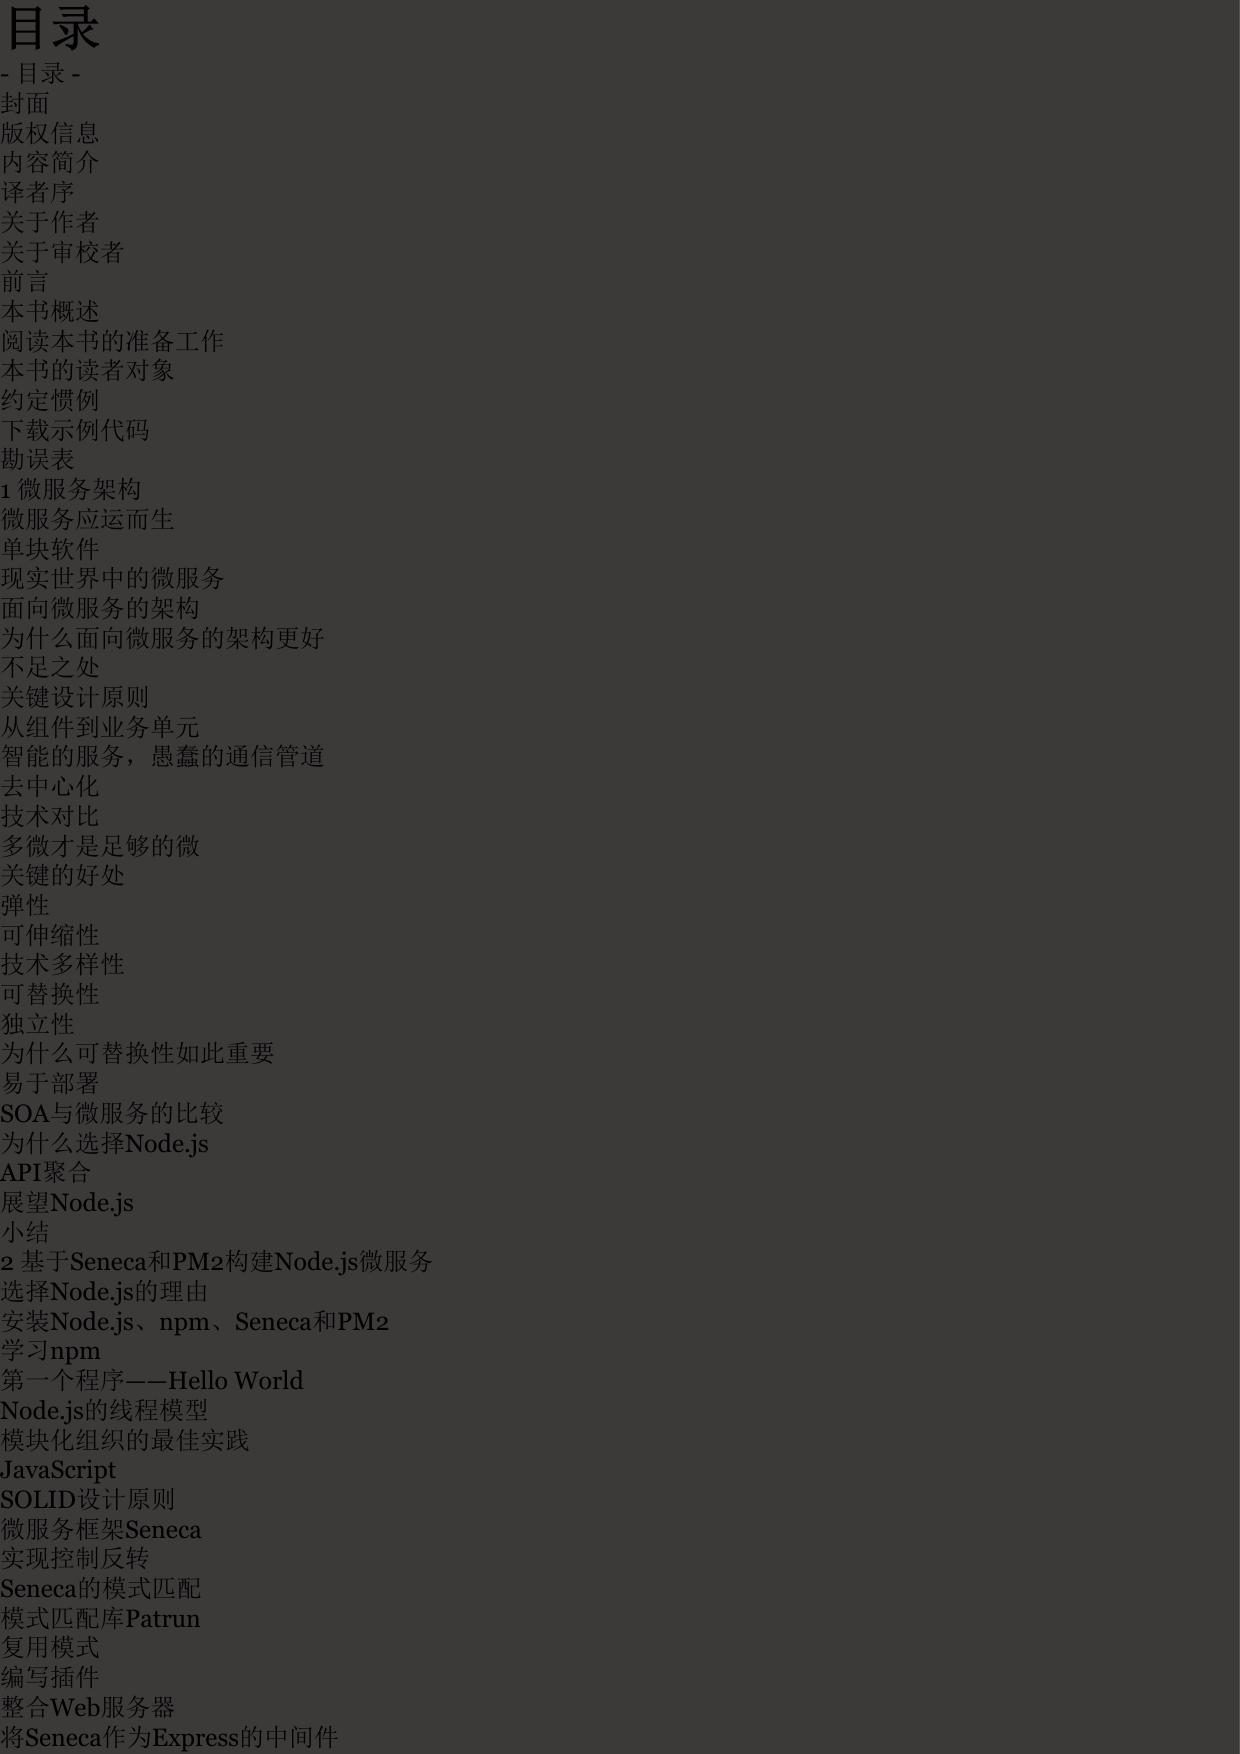 目录
- 目录 -
封面
版权信息
内容简介
译者序
关于作者
关于审校者
前言
本书概述
阅读本书的准备工作
本书的读者对象
约定惯例
下载示例代码
勘误表
1 微服务架构
微服务应运而生
单块软件
现实世界中的微服务
面向微服务的架构
为什么面向微服务的架构更好
不足之处
关键设计原则
从组件到业务单元
智能的服务，愚蠢的通信管道
去中心化
技术对比
多微才是足够的微
关键的好处
弹性
可伸缩性
技术多样性
可替换性
独立性
为什么可替换性如此重要
易于部署
SOA与微服务的比较
为什么选择Node.js
API聚合
展望Node.js
小结
2 基于Seneca和PM2构建Node.js微服务
选择Node.js的理由
安装Node.js、npm、Seneca和PM2
学习npm
第一个程序——Hello World
Node.js的线程模型
模块化组织的最佳实践
JavaScript
SOLID设计原则
微服务框架Seneca
实现控制反转
Seneca的模式匹配
模式匹配库Patrun
复用模式
编写插件
整合Web服务器
将Seneca作为Express的中间件